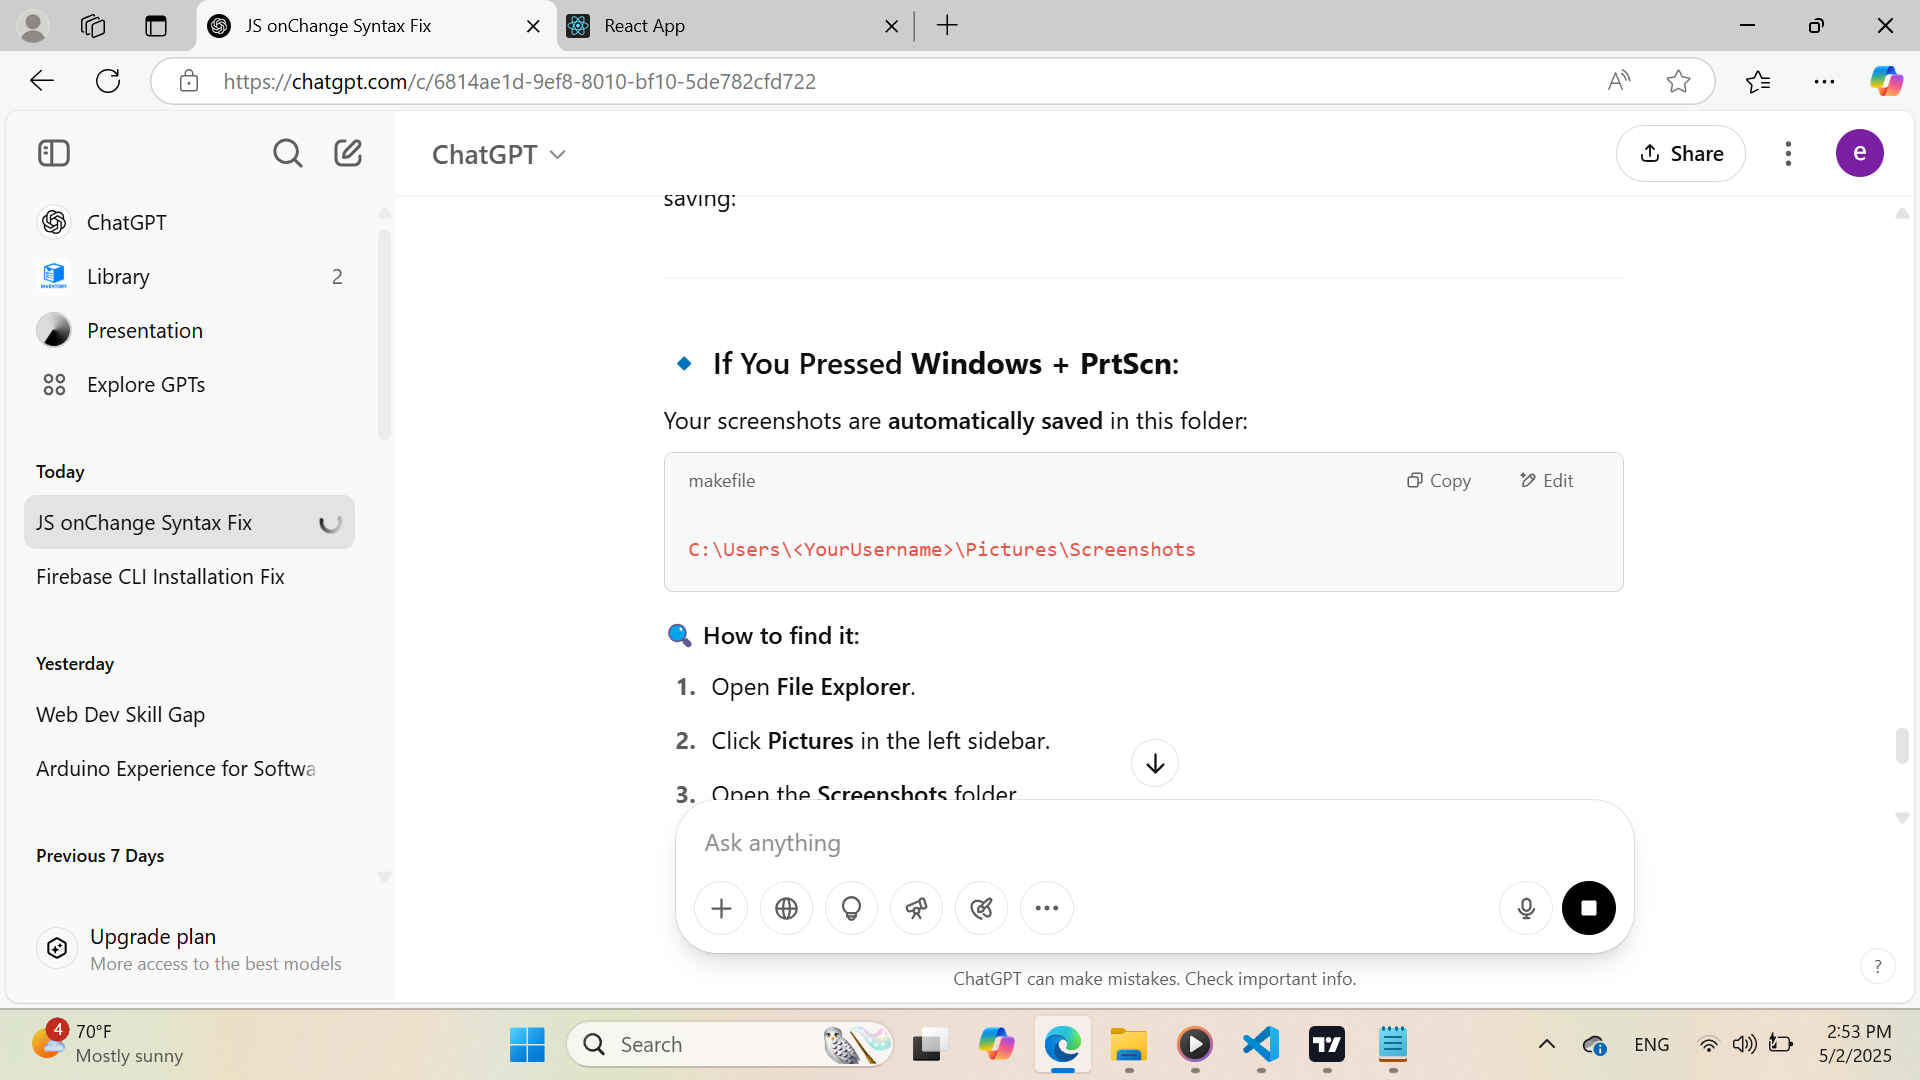 JS onChange Syntax Fix
React App
https://chatgpt.com/c/6814ae1d-9ef8-8010-bf10-5de782cfd722
ChatGPT
Share
e
ChatGPT
Library 2
Presentation
Explore GPTs
Today
JS onChange Syntax Fix
Firebase CLI Installation Fix
Yesterday
Web Dev Skill Gap
Arduino Experience for Softwa
Previous 7 Days
Upgrade plan
More access to the best models
saving:
If You Pressed Windows + PrtScn:
Your screenshots are automatically saved in this folder:
makefile
Copy
Edit
C:\Users\<YourUsername>\Pictures\Screenshots
How to find it:
1. Open File Explorer.
2. Click Pictures in the left sidebar.
3. Open the Screenshots folder
Ask anything
ChatGPT can make mistakes. Check important info.
?
4
70°F
Mostly sunny
Search
ENG
2:53 PM
5/2/2025